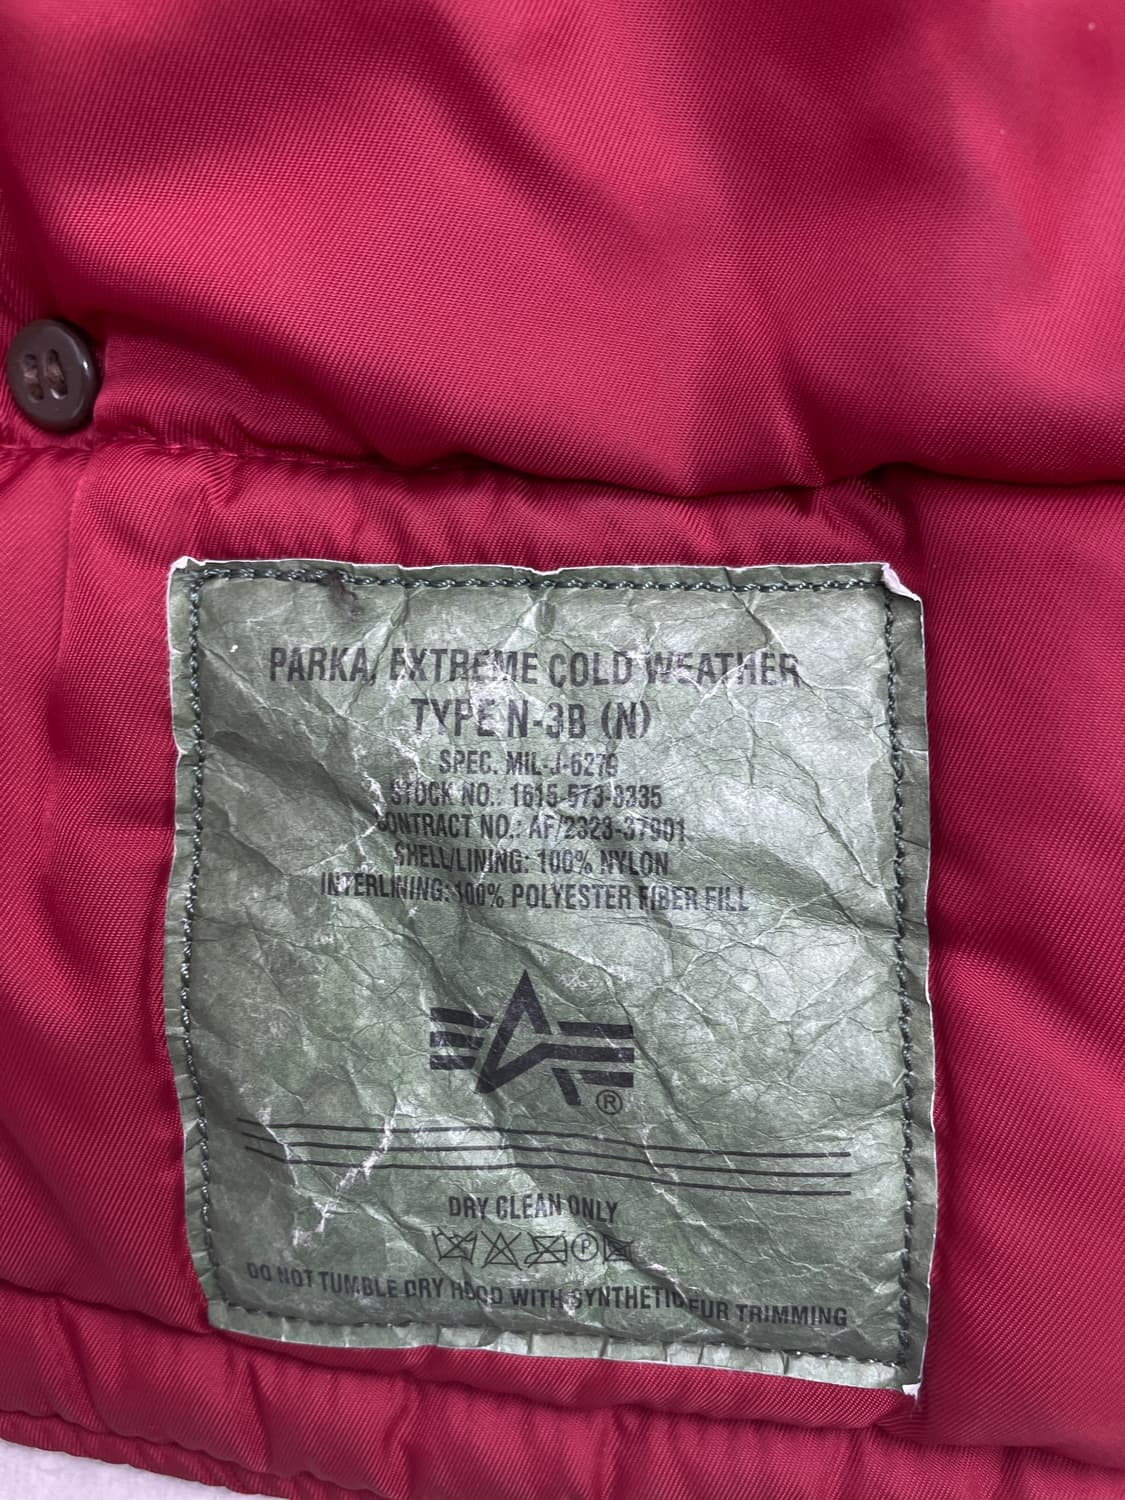 PARKA, EXTREME COLD WEATHER
TYPE N-3B (N)
SPEC. MIL-J-6279
STOCK NO.: 1615-573-3335
CONTRACT NO.: AF/2323-37901
SHELL/LINING: 100% NYLON
INTERLINING: 100% POLYESTER FIBER FILL
®
DRY CLEAN ONLY
P
DO NOT TUMBLE DRY HOOD WITH SYNTHETIC FUR TRIMMING